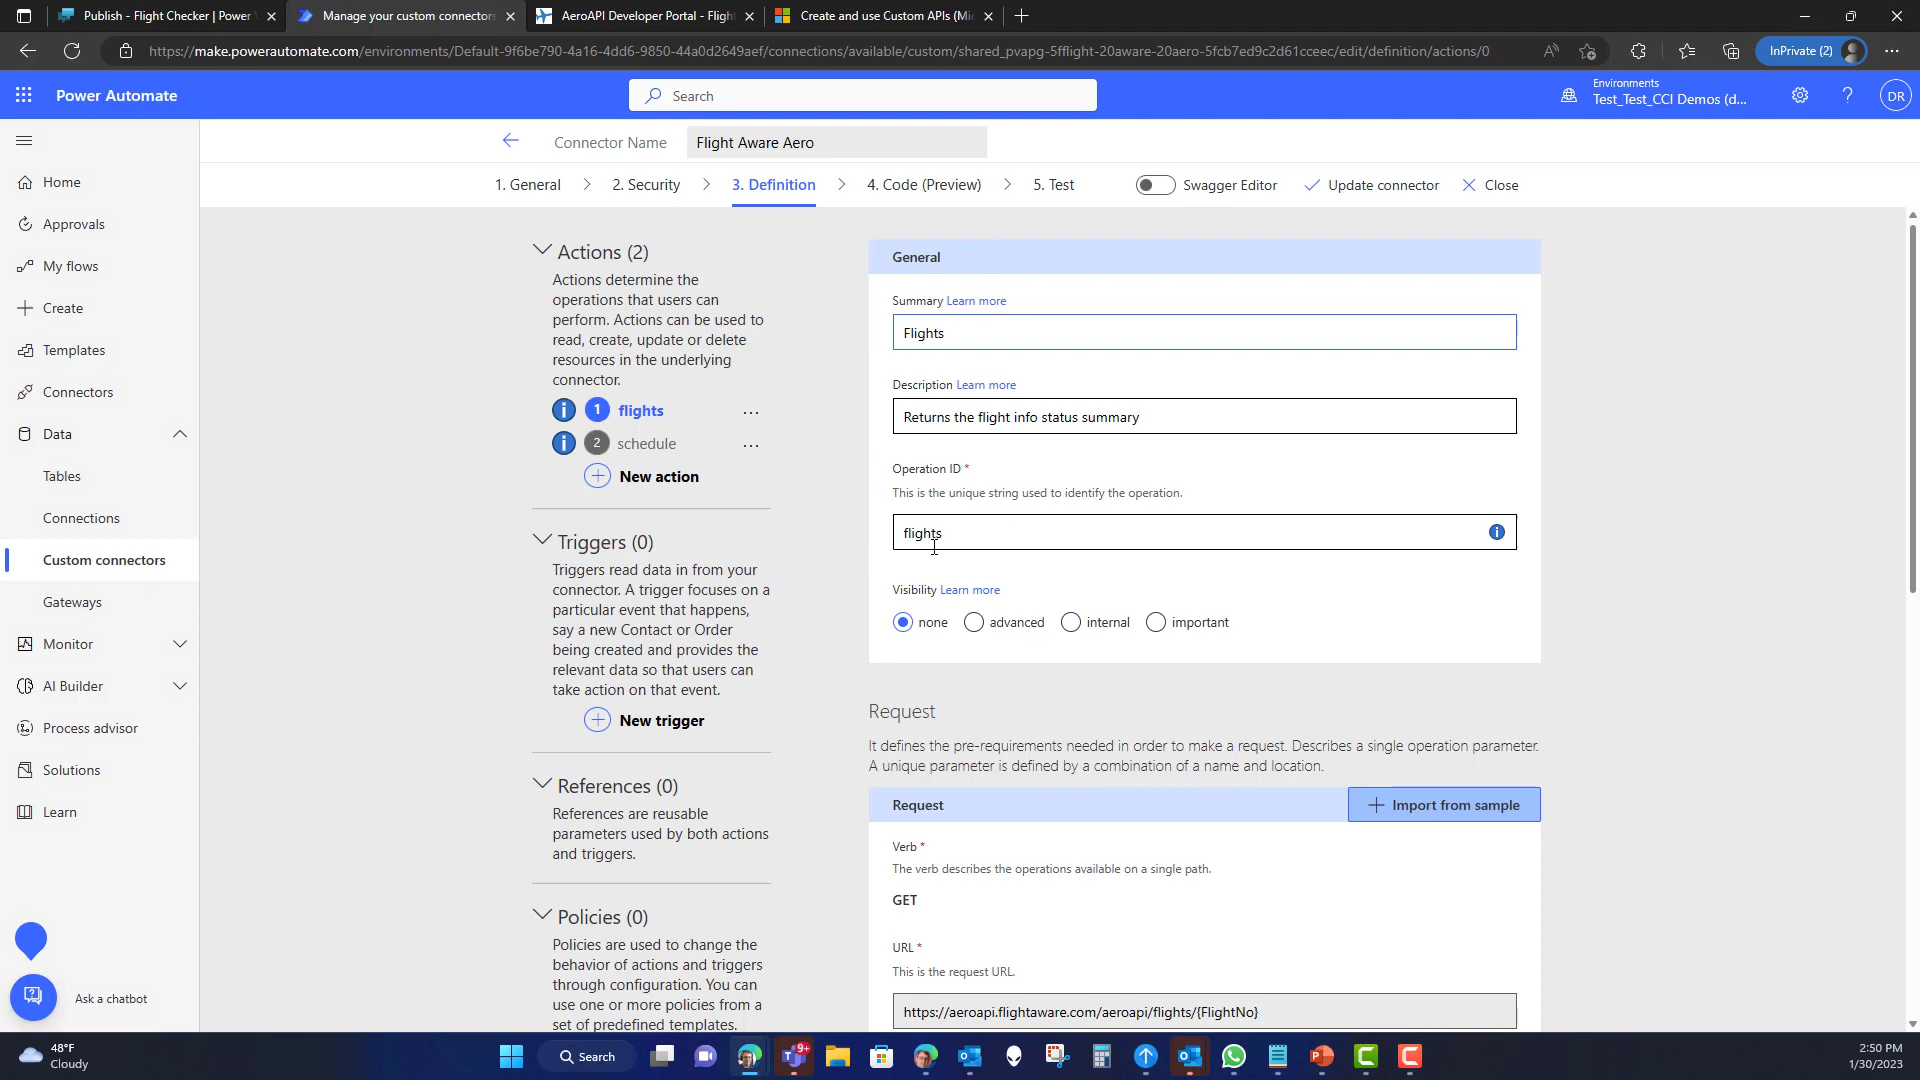 Publish - Flight Checker | Power V
Manage your custom connectors
AeroAPI Developer Portal - Flight
Create and use Custom APIs (Mic
https://make.powerautomate.com/environments/Default-9f6be790-4a16-4dd6-9850-44a0d2649aef/connections/available/custom/shared_pvapg-5fflight-20aware-20aero-5fcb7ed9c2d61cceec/edit/definition/actions/0
InPrivate (2)
Power Automate
Search
Environments
Test_Test_CCI Demos (d...
DR
Connector Name
Flight Aware Aero
1. General
2. Security
3. Definition
4. Code (Preview)
5. Test
Swagger Editor
Update connector
Close
Home
Approvals
My flows
Create
Templates
Connectors
Data
Tables
Connections
Custom connectors
Gateways
Monitor
AI Builder
Process advisor
Solutions
Learn
Ask a chatbot
Actions (2)
Actions determine the
operations that users can
perform. Actions can be used to
read, create, update or delete
resources in the underlying
connector.
1 flights ...
2 schedule ...
New action
Triggers (0)
Triggers read data in from your
connector. A trigger focuses on a
particular event that happens,
say a new Contact or Order
being created and provides the
relevant data so that users can
take action on that event.
New trigger
References (0)
References are reusable
parameters used by both actions
and triggers.
Policies (0)
Policies are used to change the
behavior of actions and triggers
through configuration. You can
use one or more policies from a
set of predefined templates.
General
Summary Learn more
Flights
Description Learn more
Returns the flight info status summary
Operation ID *
This is the unique string used to identify the operation.
flights
Visibility Learn more
none advanced internal important
Request
It defines the pre-requirements needed in order to make a request. Describes a single operation parameter.
A unique parameter is defined by a combination of a name and location.
Request
Import from sample
Verb *
The verb describes the operations available on a single path.
GET
URL *
This is the request URL.
https://aeroapi.flightaware.com/aeroapi/flights/{FlightNo}
48°F
Cloudy
Search
9+
2:50 PM
1/30/2023